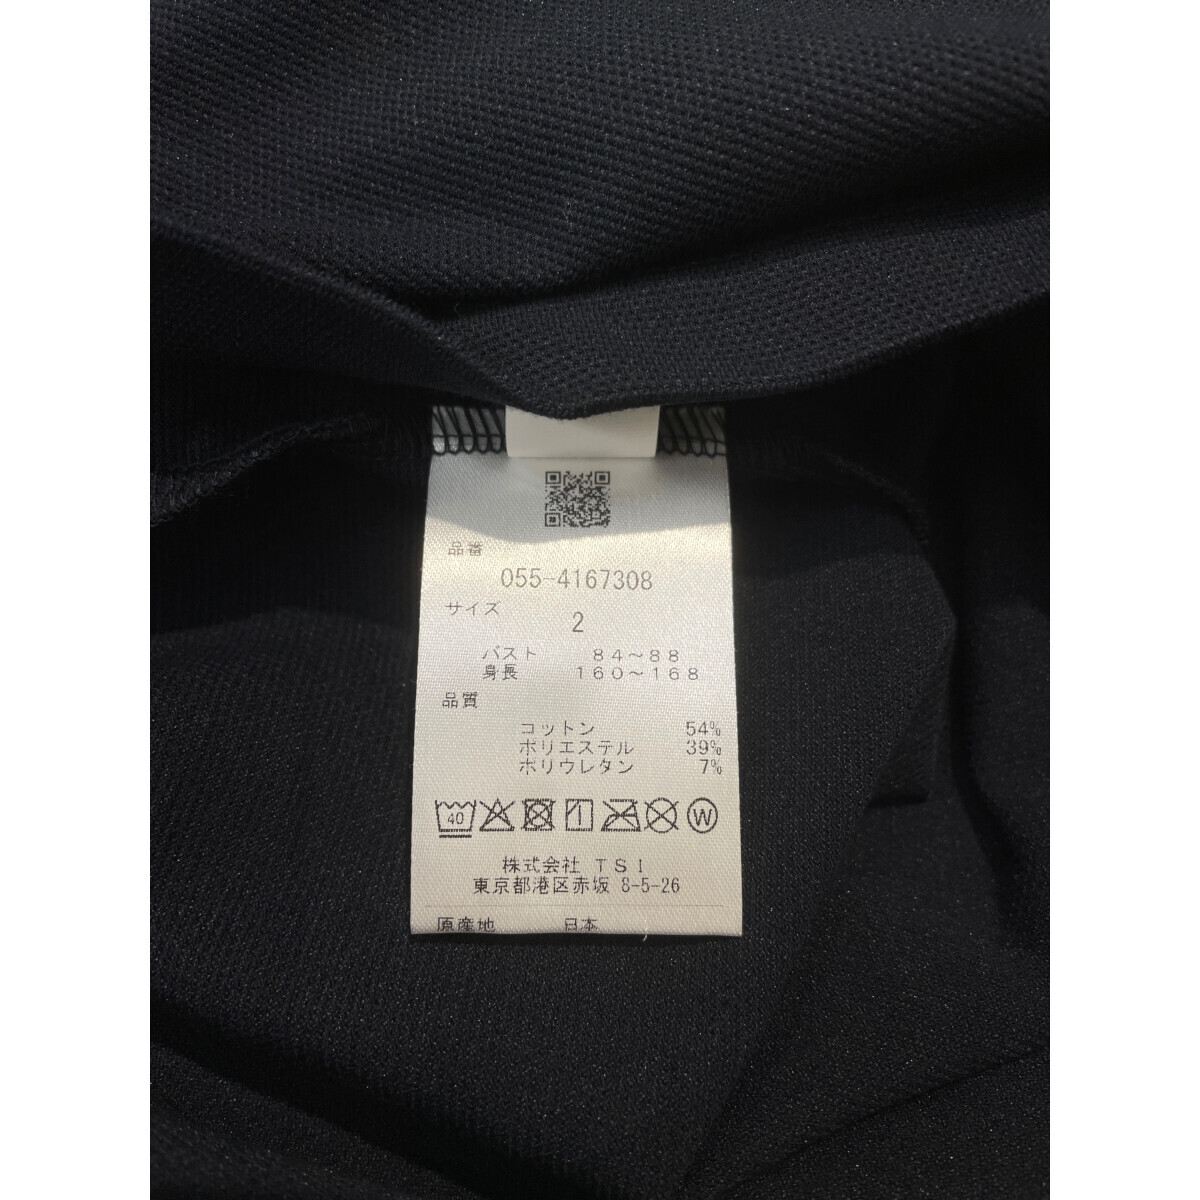 品番
055-4167308
サイズ
2
バスト 84～88
身長 160～168
品質
コットン 54%
ポリエステル 39%
ポリウレタン 7%
40 W
株式会社 TSI
東京都港区赤坂 8-5-26
原産地 日本